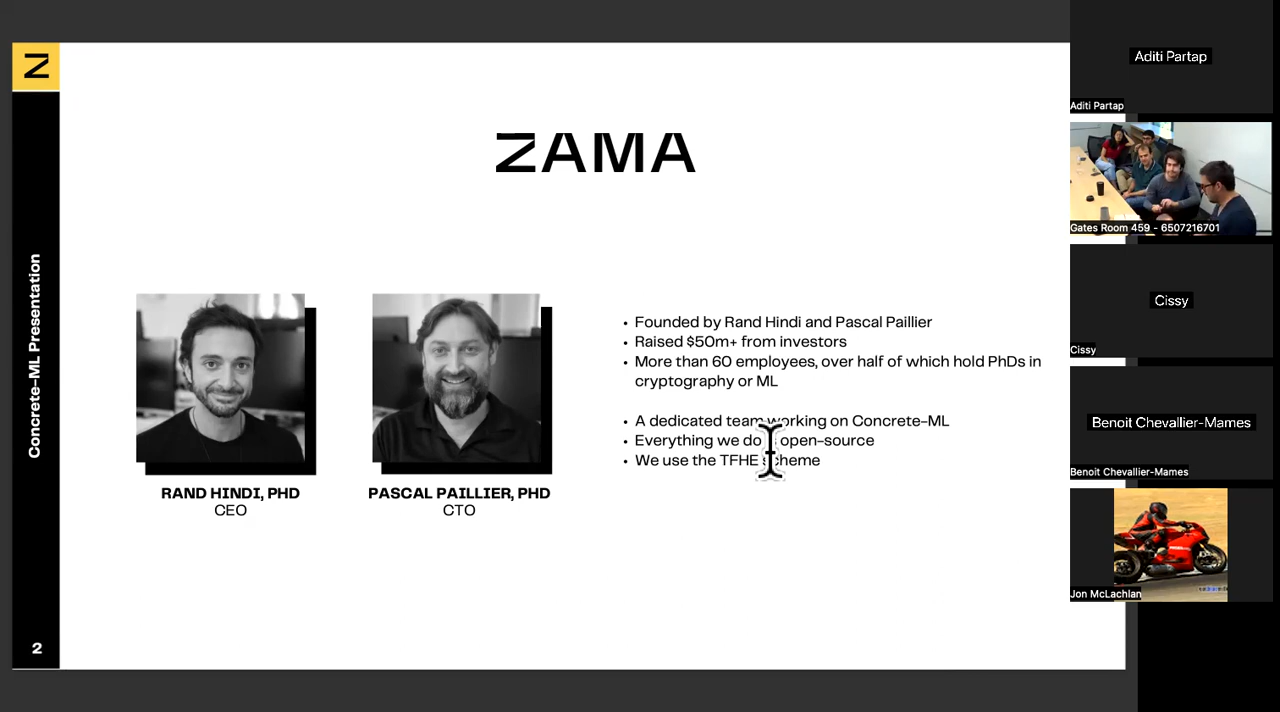 Z
Concrete-ML Presentation
2
ZAMA
RAND HINDI, PHD
CEO
PASCAL PAILLIER, PHD
CTO
• Founded by Rand Hindi and Pascal Paillier
• Raised $50m+ from investors
• More than 60 employees, over half of which hold PhDs in
cryptography or ML
• A dedicated team working on Concrete-ML
• Everything we do open-source
• We use the TFHE scheme
Aditi Partap
Aditi Partap
Gates Room 459 - 6507216701
Cissy
Cissy
Benoit Chevallier-Mames
Benoit Chevallier-Mames
Jon McLachlan